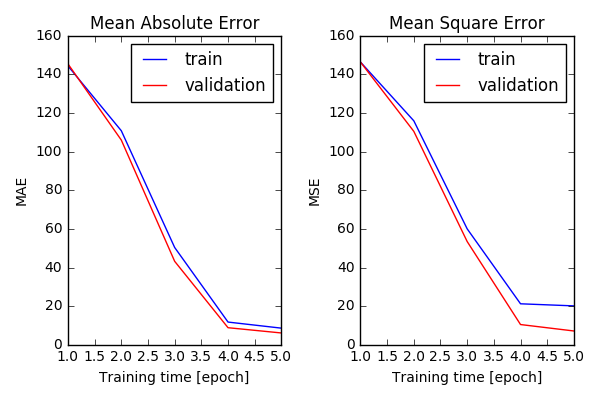 Mean Absolute Error
160
140
120
100
80
60
40
20
0
MAE
train
validation
1.0 1.5 2.0 2.5 3.0 3.5 4.0 4.5 5.0
Training time [epoch]
Mean Square Error
160
140
120
100
80
60
40
20
0
MSE
train
validation
1.0 1.5 2.0 2.5 3.0 3.5 4.0 4.5 5.0
Training time [epoch]